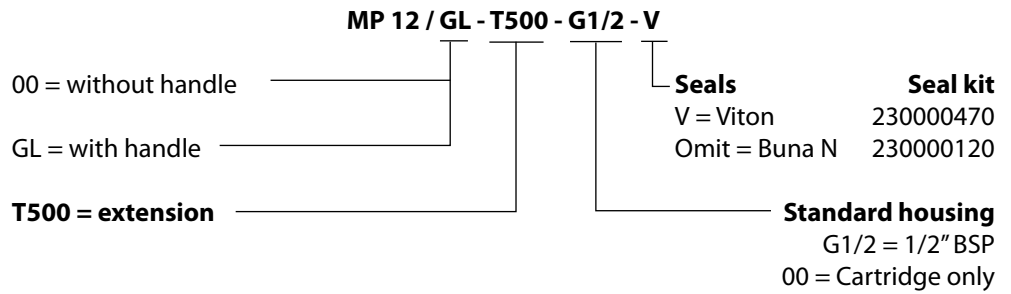 MP 12 / GL - T500 - G1/2 - V
00 = without handle
GL = with handle
T500 = extension
Seals Seal kit
V = Viton 230000470
Omit = Buna N 230000120
Standard housing
G1/2 = 1/2” BSP
00 = Cartridge only